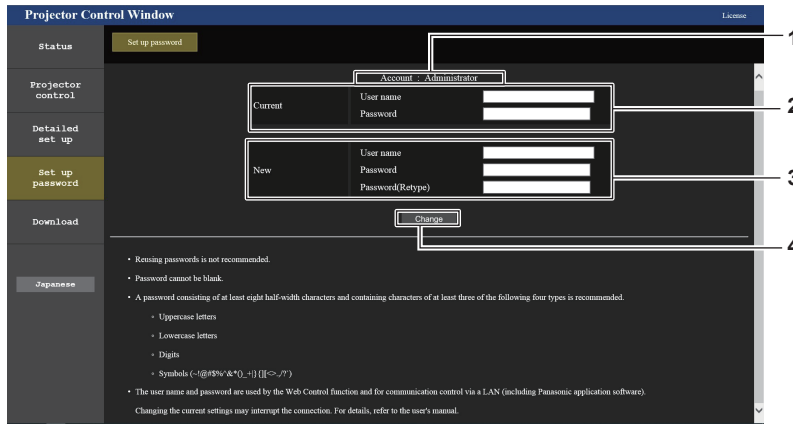 Projector Control Window
License
Status
Set up password
1
Projector
control
Account : Administrator
Current
User name
Password
2
Detailed
set up
New
User name
Password
Password(Retype)
3
Set up
password
Change
4
Download
• Reusing passwords is not recommended.
• Password cannot be blank.
Japanese
• A password consisting of at least eight half-width characters and containing characters of at least three of the following four types is recommended.
Uppercase letters
Lowercase letters
Digits
Symbols (~!@#$%^&*()_+|}{][<>.,/?`)
• The user name and password are used by the Web Control function and for communication control via a LAN (including Panasonic application software).
Changing the current settings may interrupt the connection. For details, refer to the user's manual.